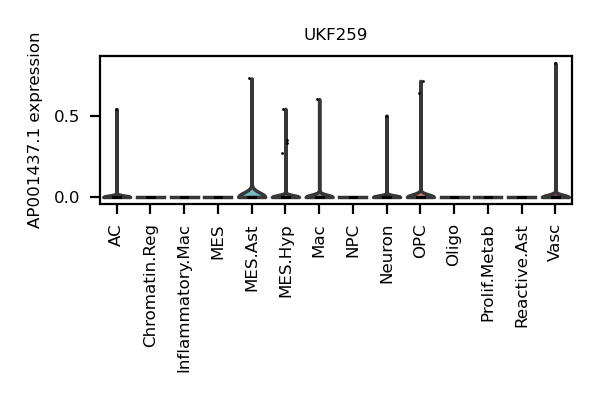 UKF259
AP001437.1 expression
0.5
0.0
AC
Chromatin.Reg
Inflammatory.Mac
MES
MES.Ast
MES.Hyp
Mac
NPC
Neuron
OPC
Oligo
Prolif.Metab
Reactive.Ast
Vasc